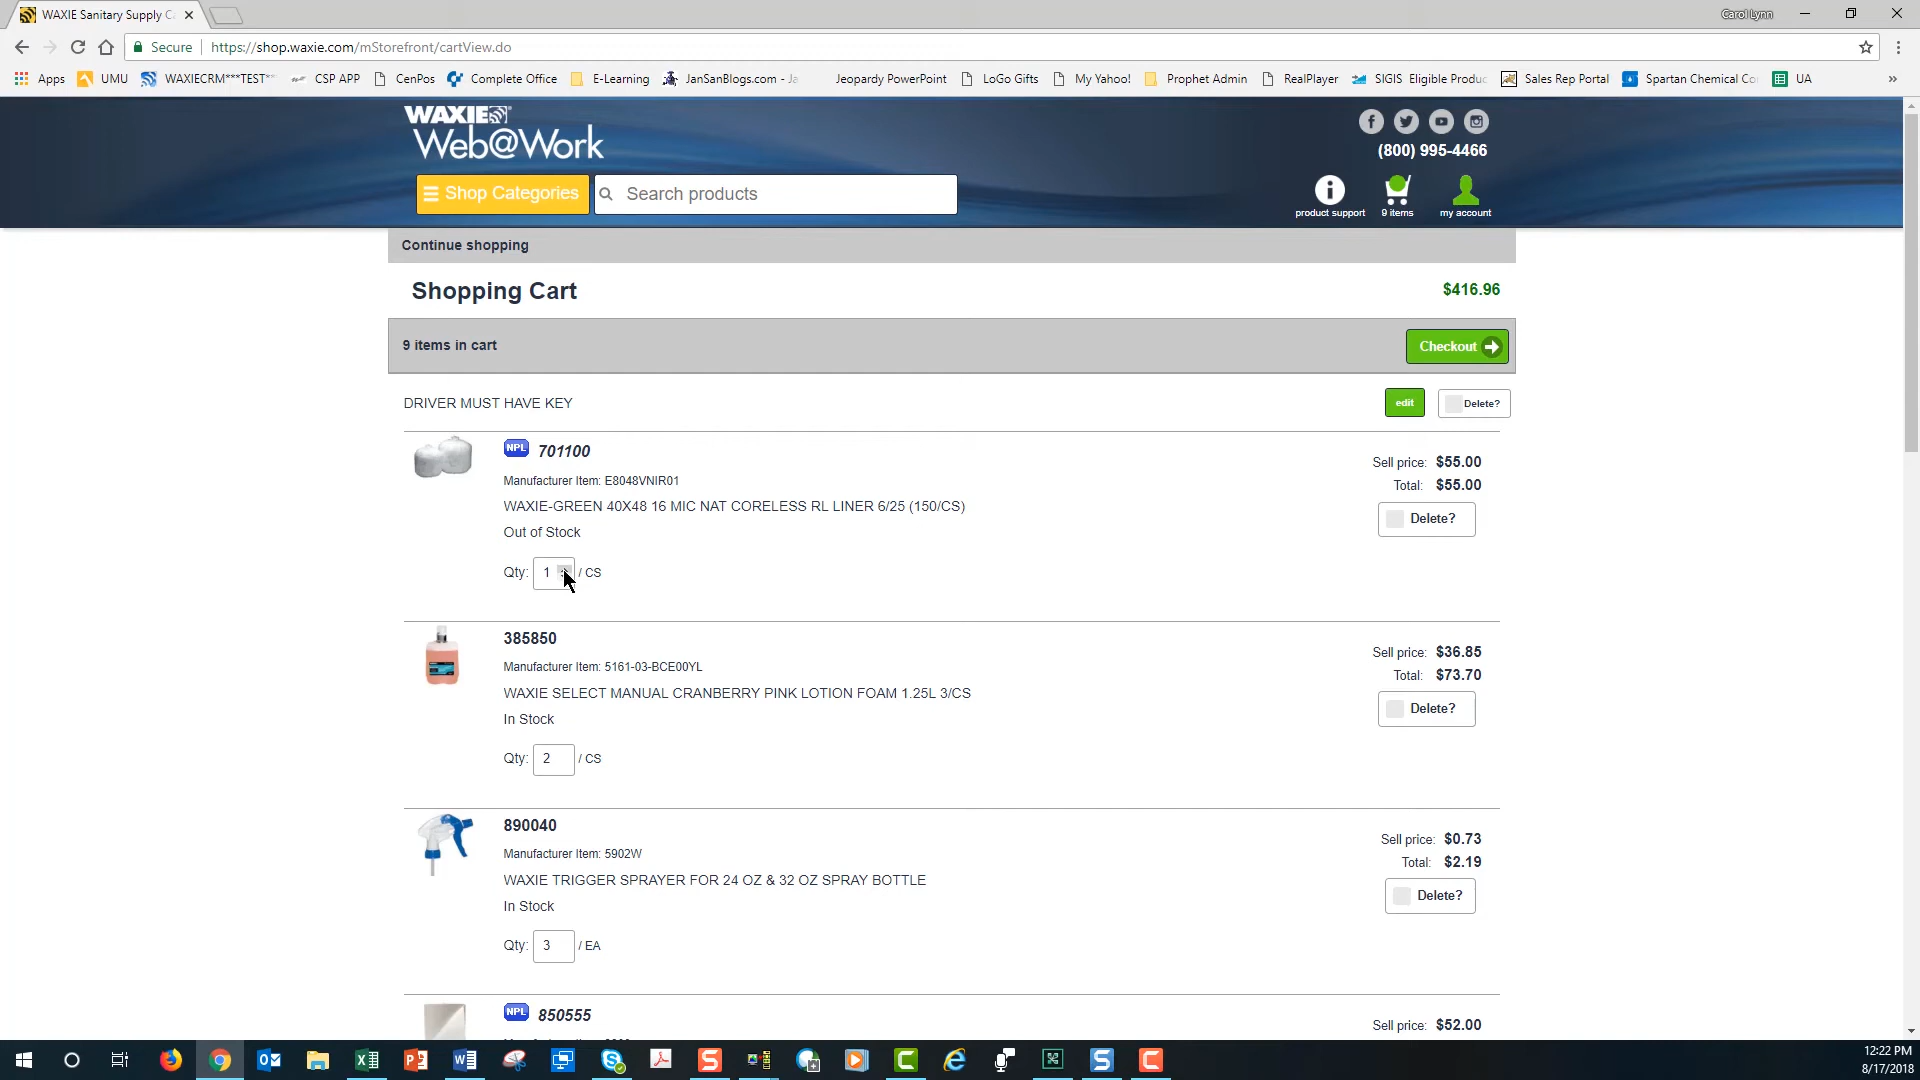 WAXIE Sanitary Supply C
Carol Lynn
Secure
https://shop.waxie.com/mStorefront/cartView.do
Apps
UMU
WAXIECRM***TEST**
CSP APP
CenPos
Complete Office
E-Learning
JanSanBlogs.com - Ja
Jeopardy PowerPoint
LoGo Gifts
My Yahoo!
Prophet Admin
RealPlayer
SIGIS Eligible Produc
Sales Rep Portal
Spartan Chemical Co
UA
»
WAXIE
Web@Work
(800) 995-4466
Shop Categories
Search products
product support
9 items
my account
Continue shopping
Shopping Cart
$416.96
9 items in cart
Checkout
DRIVER MUST HAVE KEY
edit
Delete?
NPL 701100
Manufacturer Item: E8048VNIR01
WAXIE-GREEN 40X48 16 MIC NAT CORELESS RL LINER 6/25 (150/CS)
Out of Stock
Qty: 1 / CS
Sell price: $55.00
Total: $55.00
Delete?
385850
Manufacturer Item: 5161-03-BCE00YL
WAXIE SELECT MANUAL CRANBERRY PINK LOTION FOAM 1.25L 3/CS
In Stock
Qty: 2 / CS
Sell price: $36.85
Total: $73.70
Delete?
890040
Manufacturer Item: 5902W
WAXIE TRIGGER SPRAYER FOR 24 OZ & 32 OZ SPRAY BOTTLE
In Stock
Qty: 3 / EA
Sell price: $0.73
Total: $2.19
Delete?
NPL 850555
Sell price: $52.00
12:22 PM
8/17/2018